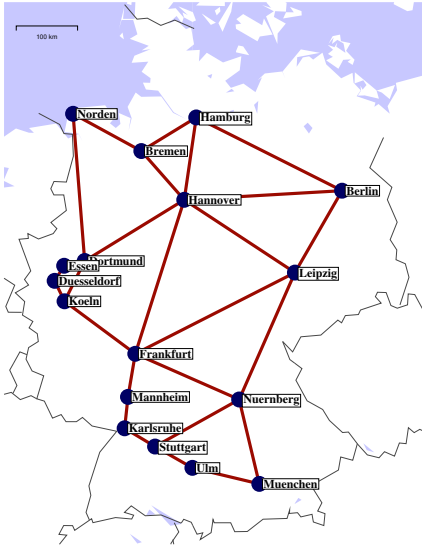 100 km
Norden
Hamburg
Bremen
Berlin
Hannover
Dortmund
Essen
Leipzig
Duesseldorf
Koeln
Frankfurt
Mannheim
Nuernberg
Karlsruhe
Stuttgart
Ulm
Muenchen